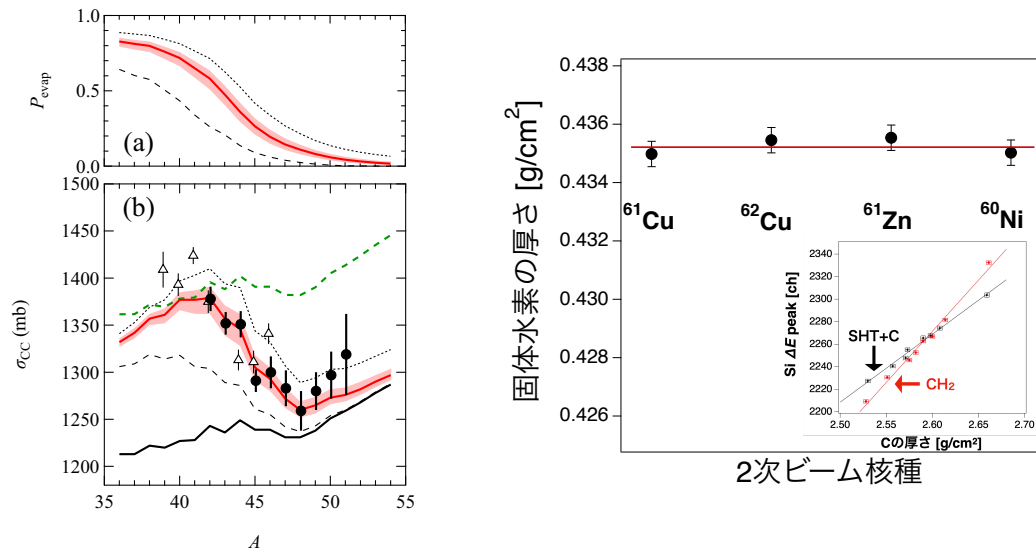 1.0
0.5
0.0
P_evap
(a)
1500
1450
1400
1350
1300
1250
1200
σ_CC (mb)
(b)
35 40 45 50 55
A
0.438
0.436
0.434
0.432
0.430
0.428
0.426
固体水素の厚さ [g/cm²]
⁶¹Cu ⁶²Cu ⁶¹Zn ⁶⁰Ni
2340
2320
2300
2280
2260
2240
2220
2200
Si ΔE peak [ch]
SHT+C
CH₂
2.50 2.55 2.60 2.65 2.70
Cの厚さ [g/cm²]
2次ビーム核種